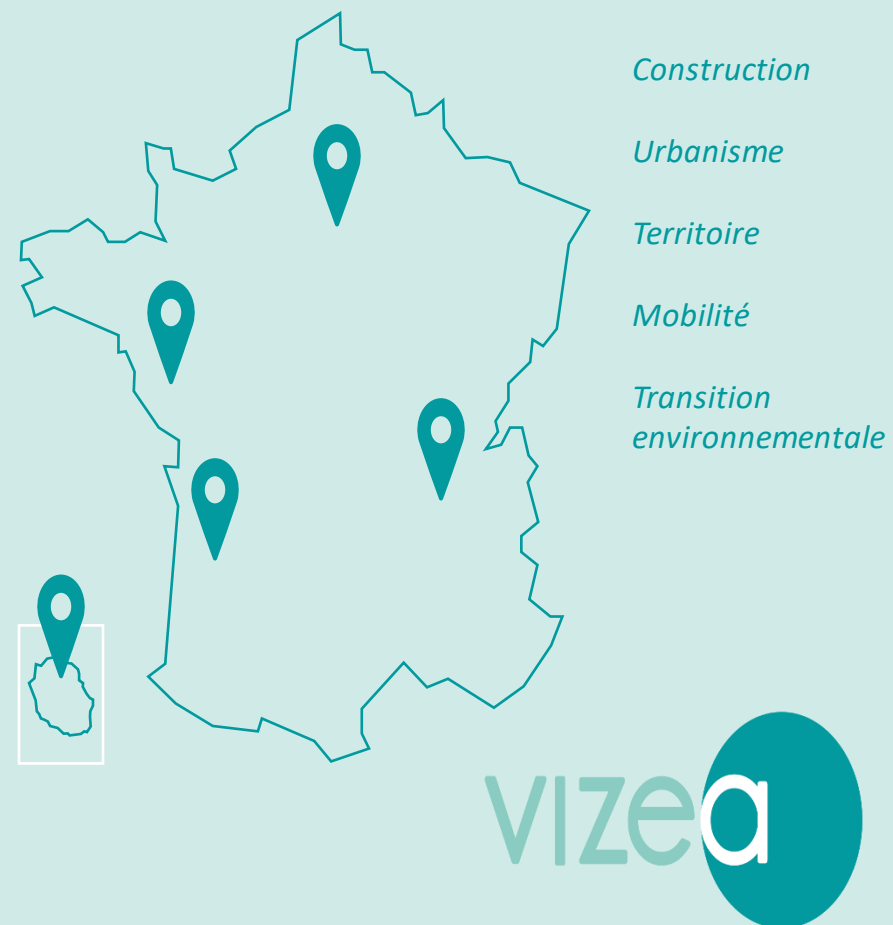 Construction
Urbanisme
Territoire
Mobilité
Transition
environnementale
vizea